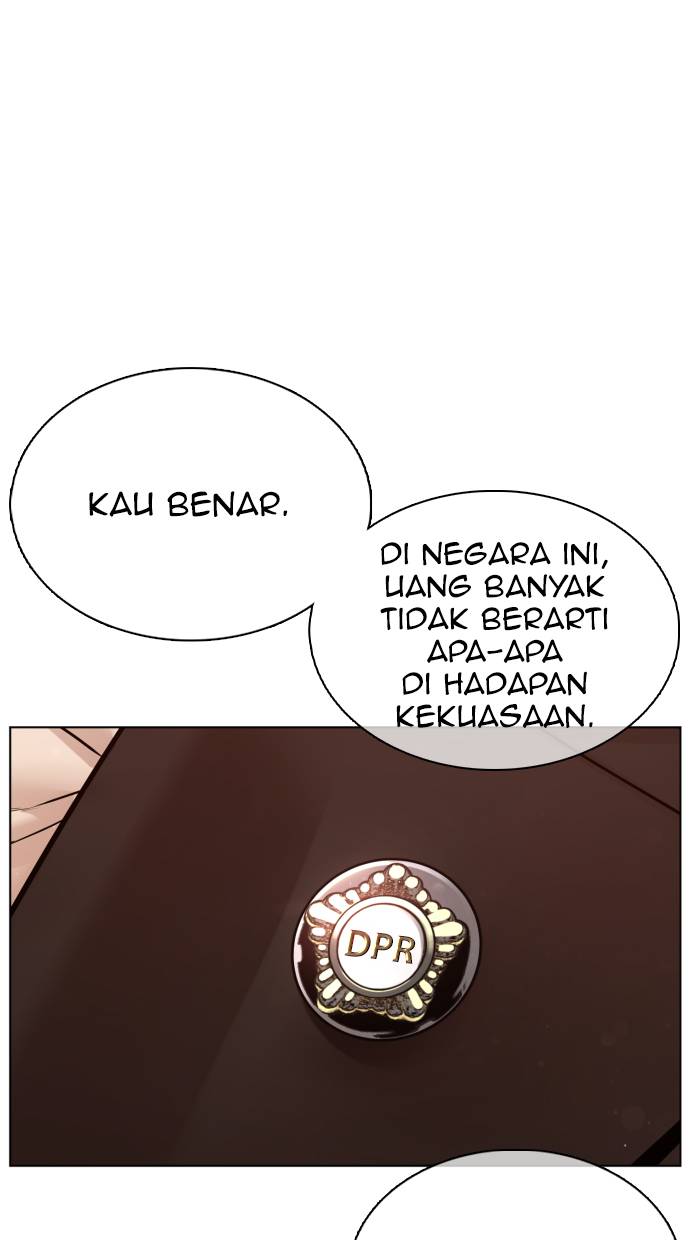 KAU BENAR.
DI NEGARA INI,
UANG BANYAK
TIDAK BERARTI
APA-APA
DI HADAPAN
KEKUASAAN.
DPR